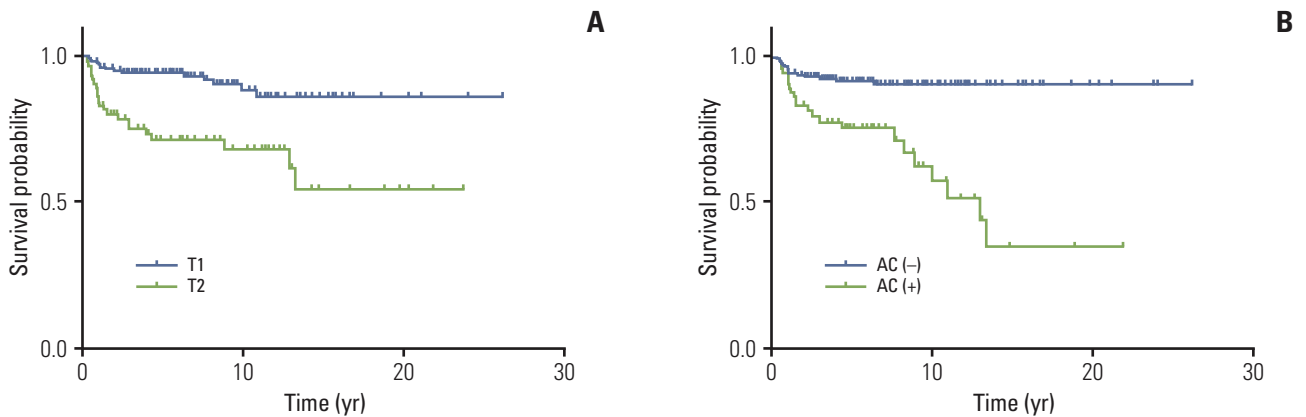 A
Survival probability
1.0
0.5
0.0
T1
T2
0
10
20
30
Time (yr)
B
Survival probability
1.0
0.5
0.0
AC (–)
AC (+)
0
10
20
30
Time (yr)